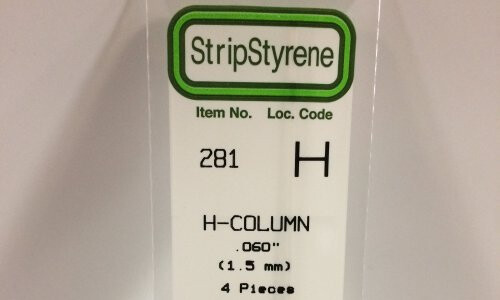 StripStyrene
Item No. Loc. Code
281 H
H-COLUMN
.060"
(1.5 mm)
4 Pieces